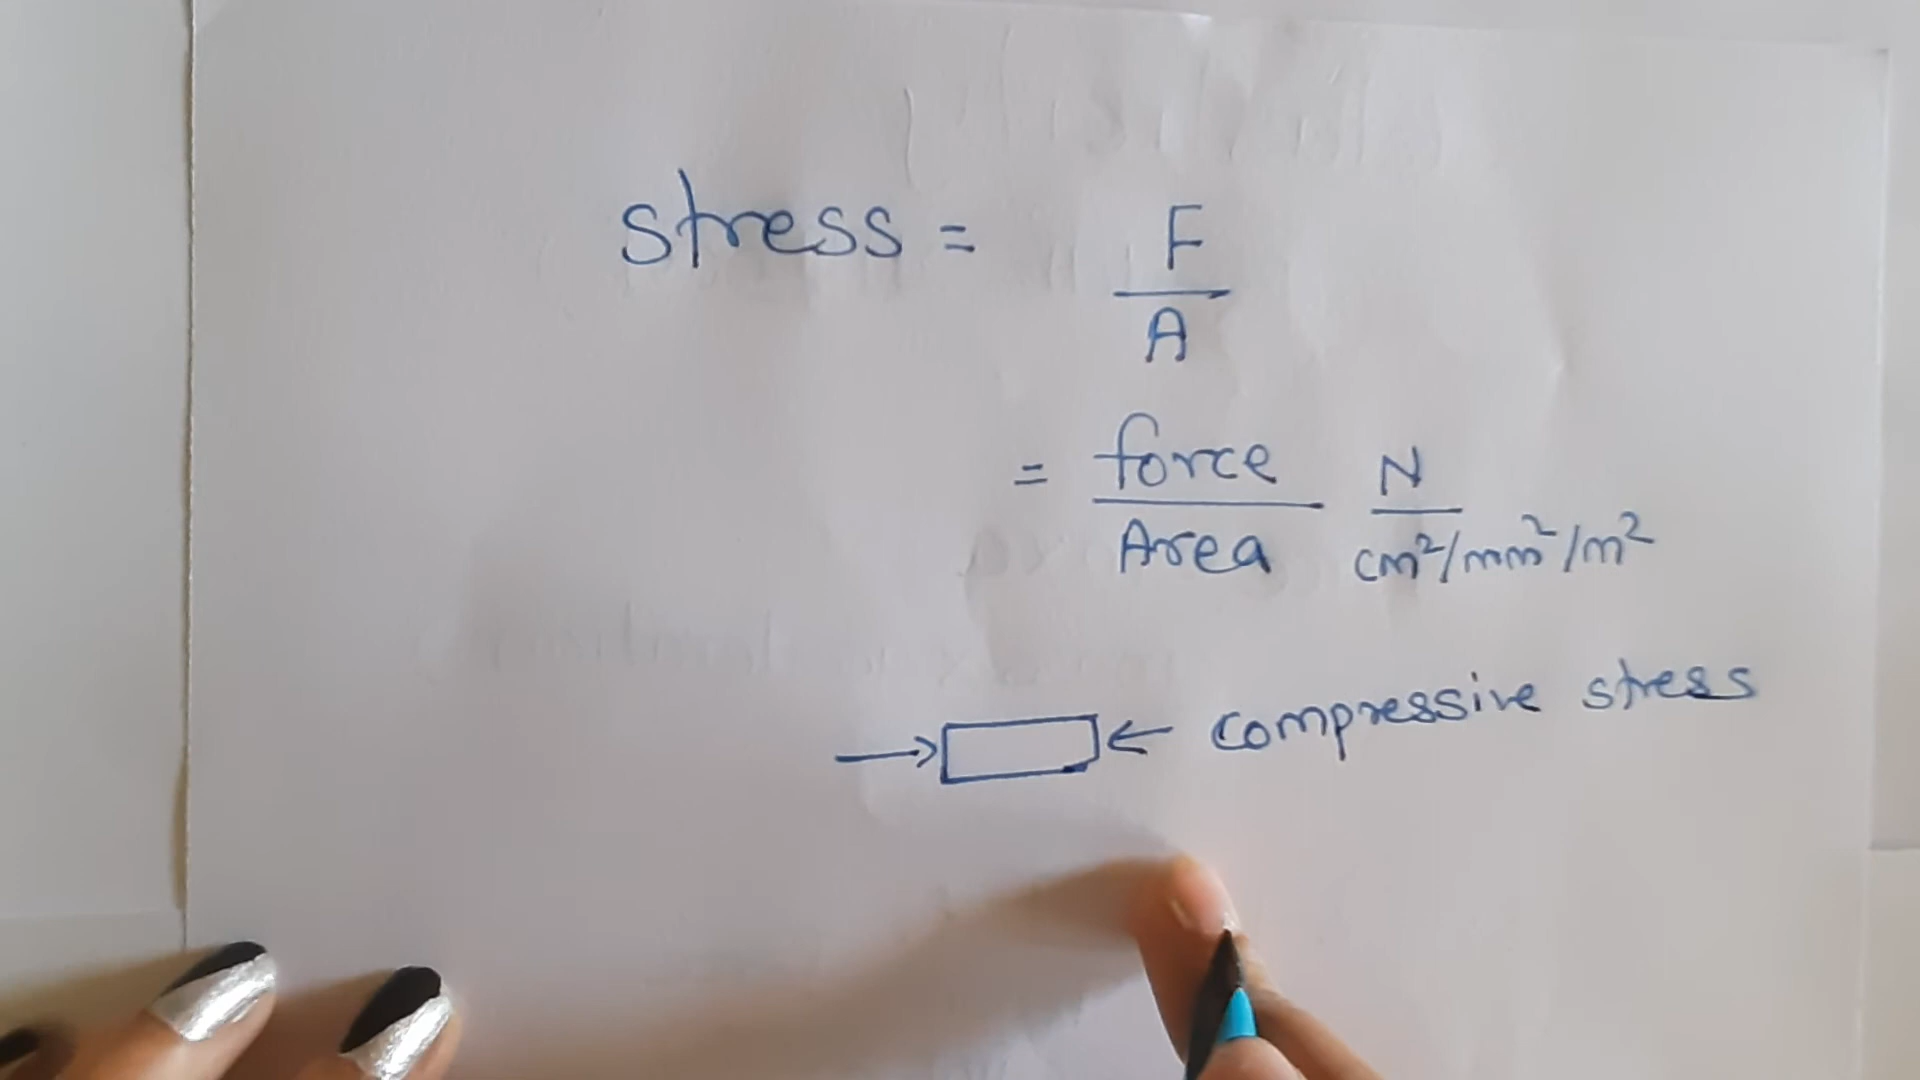 stress = F/A
= force/Area N/cm²/mm²/m²
→ ← compressive stress